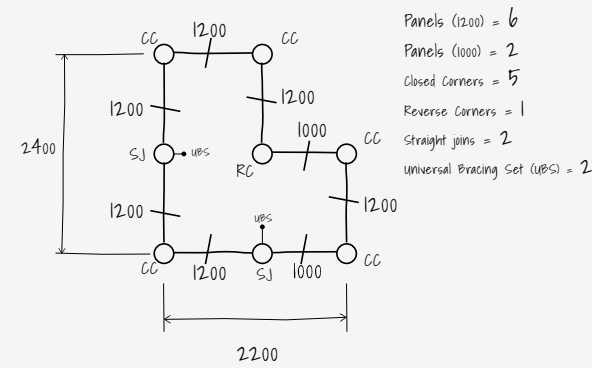 CC
1200
CC
Panels (1200) = 6
Panels (1000) = 2
Closed Corners = 5
Reverse Corners = 1
Straight joins = 2
Universal Bracing Set (UBS) = 2
1200
1200
1000
CC
2400
SJ
UBS
RC
1200
UBS
1200
CC
1200
SJ
1000
CC
2200